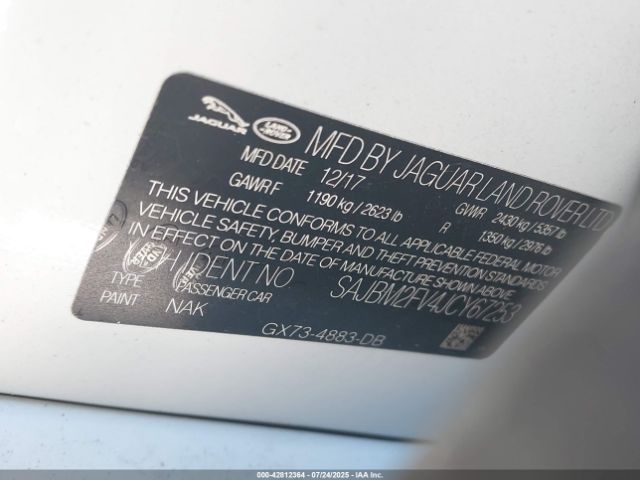 JAGUAR
LAND ROVER
MFD BY JAGUAR LAND ROVER LTD
MFD DATE 12/17
GVWR 2430 kg / 5357 lb
GAWR F 1190 kg / 2623 lb R 1350 kg / 2976 lb
THIS VEHICLE CONFORMS TO ALL APPLICABLE FEDERAL MOTOR
VEHICLE SAFETY, BUMPER AND THEFT PREVENTION STANDARDS
IN EFFECT ON THE DATE OF MANUFACTURE SHOWN ABOVE
VEH IDENT NO SAJBM2FV4JCY67253
TYPE PASSENGER CAR
PAINT NAK
GX73-4883-DB
000-42812364 | 07/24/2025 - IAA Inc.